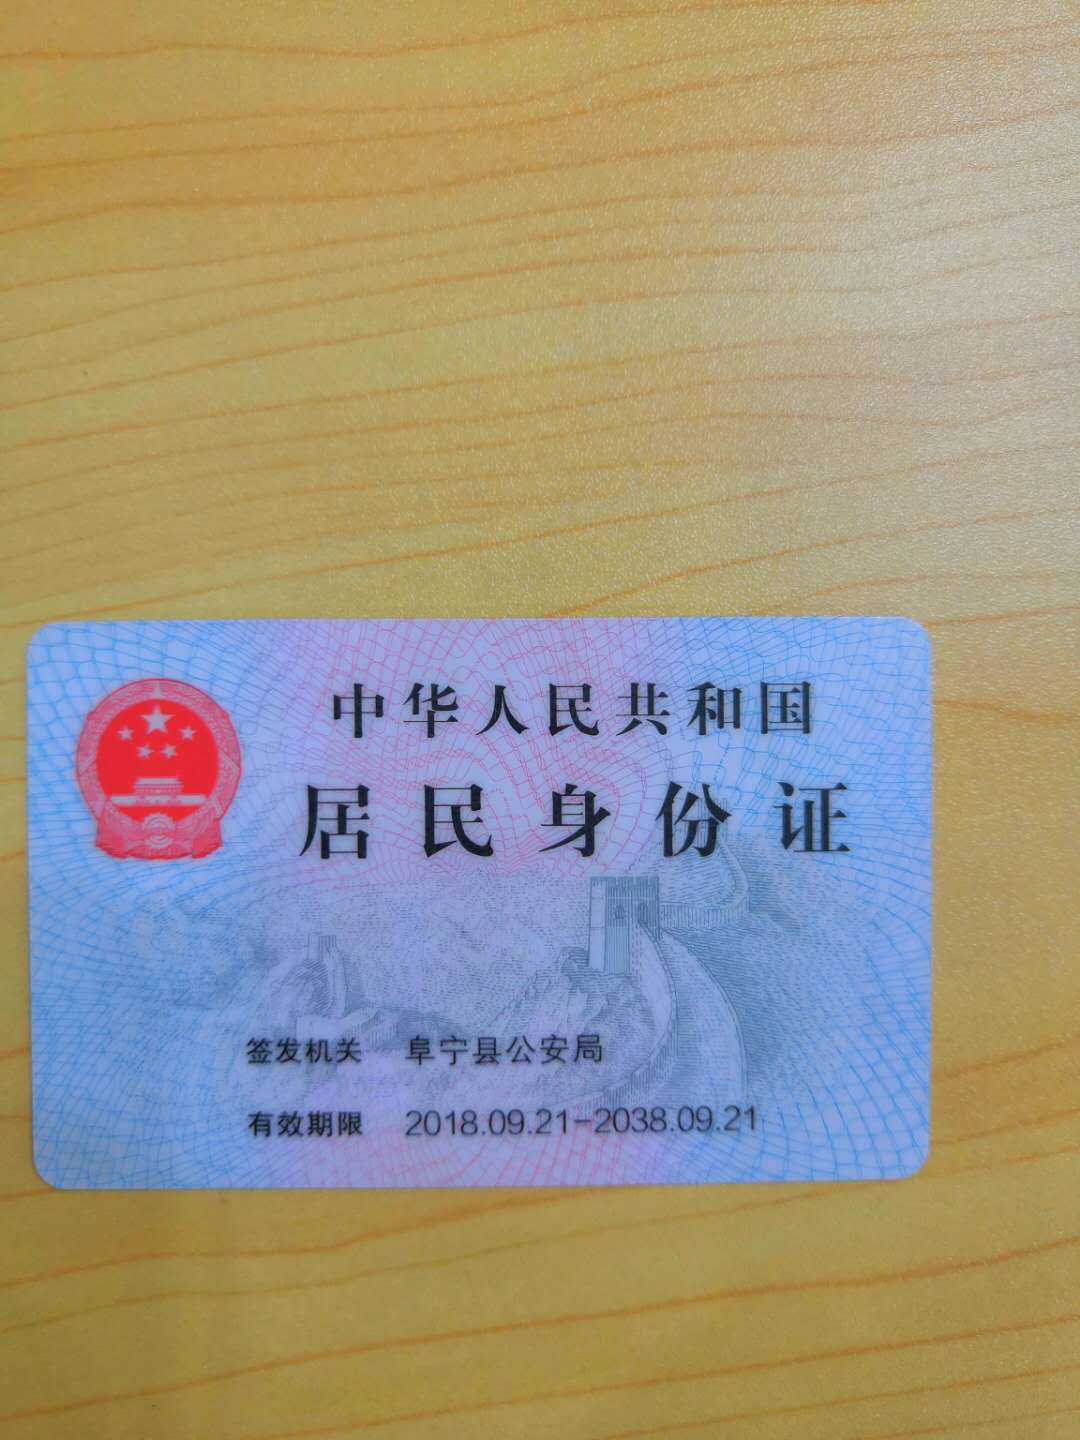 中华人民共和国
居民身份证
签发机关 阜宁县公安局
有效期限 2018.09.21-2038.09.21